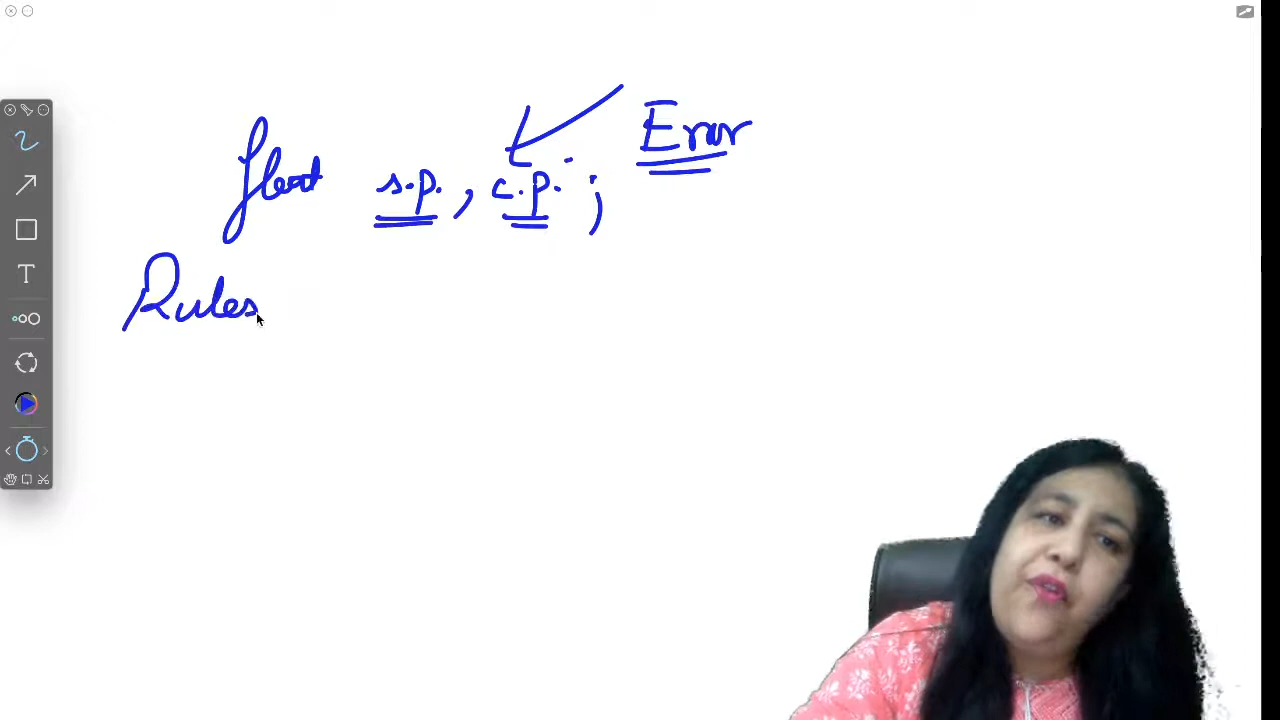 Error
float s.p. , c.p. ;
Rules
T